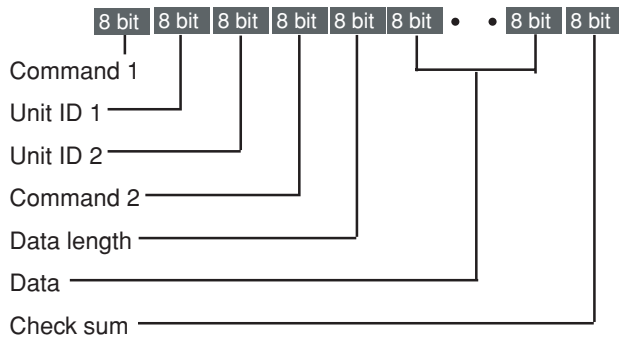 8 bit 8 bit 8 bit 8 bit 8 bit 8 bit • • 8 bit 8 bit
Command 1
Unit ID 1
Unit ID 2
Command 2
Data length
Data
Check sum